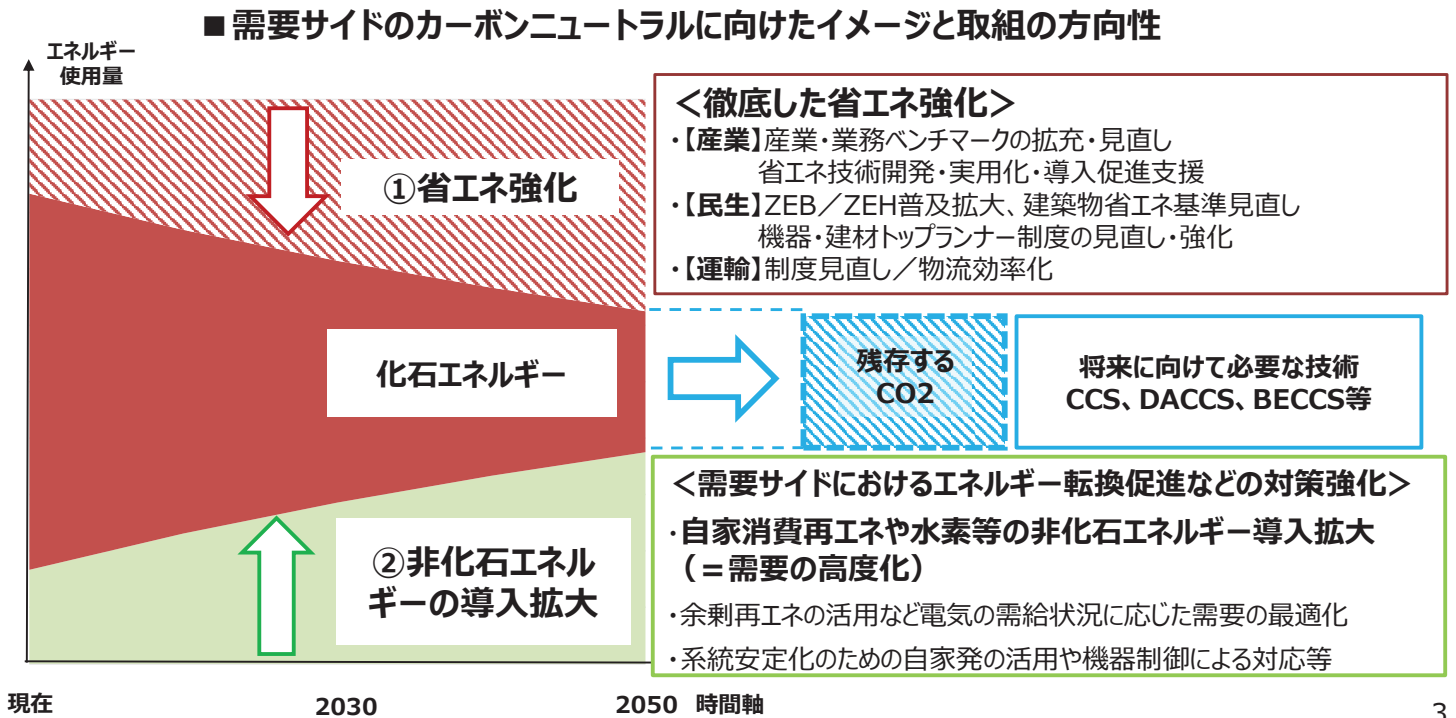 ■需要サイドのカーボンニュートラルに向けたイメージと取組の方向性
エネルギー
使用量
①省エネ強化
化石エネルギー
②非化石エネル
ギーの導入拡大
現在
2030
2050 時間軸
＜徹底した省エネ強化＞
・【産業】産業・業務ベンチマークの拡充・見直し
省エネ技術開発・実用化・導入促進支援
・【民生】ZEB／ZEH普及拡大、建築物省エネ基準見直し
機器・建材トップランナー制度の見直し・強化
・【運輸】制度見直し／物流効率化
残存する
CO2
将来に向けて必要な技術
CCS、DACCS、BECCS等
＜需要サイドにおけるエネルギー転換促進などの対策強化＞
・自家消費再エネや水素等の非化石エネルギー導入拡大
（＝需要の高度化）
・余剰再エネの活用など電気の需給状況に応じた需要の最適化
・系統安定化のための自家発の活用や機器制御による対応等
3